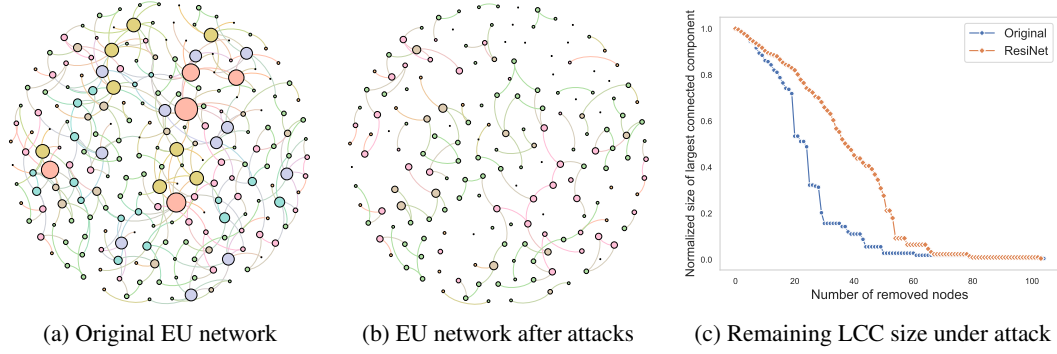 Original
ResiNet
Normalized size of largest connected component
1.0
0.8
0.6
0.4
0.2
0.0
0 20 40 60 80 100
Number of removed nodes
(a) Original EU network
(b) EU network after attacks
(c) Remaining LCC size under attack